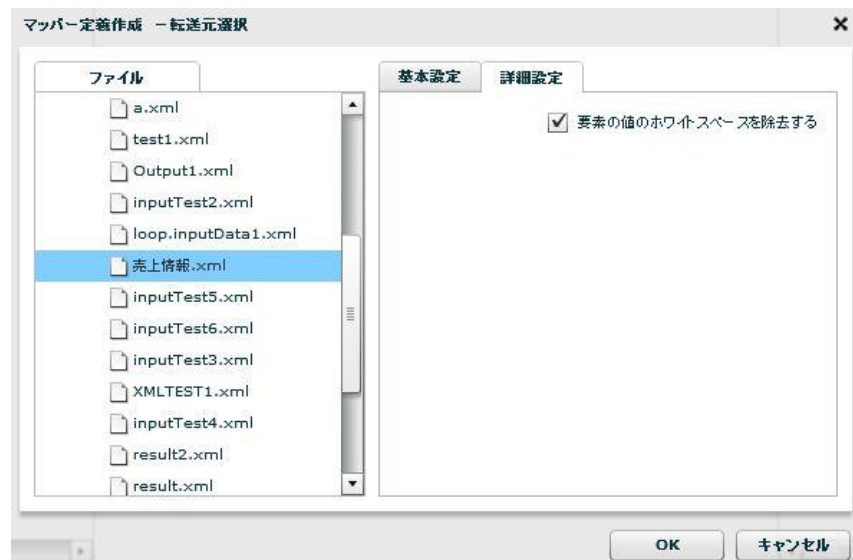 マッパー定義作成 －転送元選択
ファイル
a.xml
test1.xml
Output1.xml
inputTest2.xml
loop.inputData1.xml
売上情報.xml
inputTest5.xml
inputTest6.xml
inputTest3.xml
XMLTEST1.xml
inputTest4.xml
result2.xml
result.xml
基本設定 詳細設定
要素の値のホワイトスペースを除去する
OK キャンセル